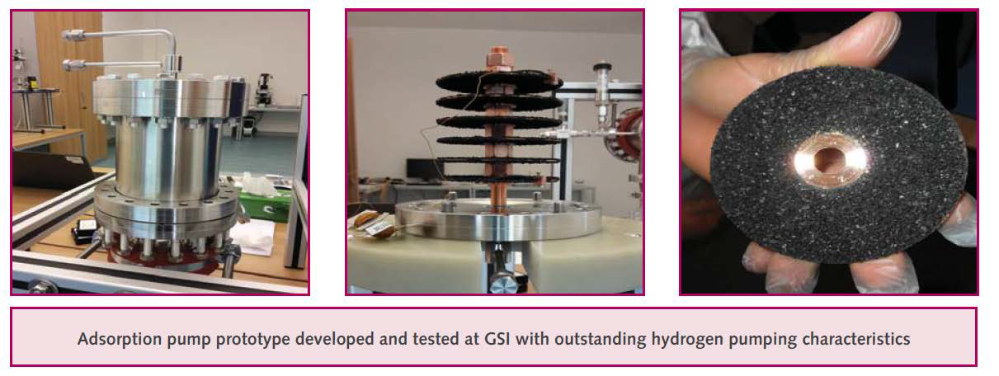 Adsorption pump prototype developed and tested at GSI with outstanding hydrogen pumping characteristics